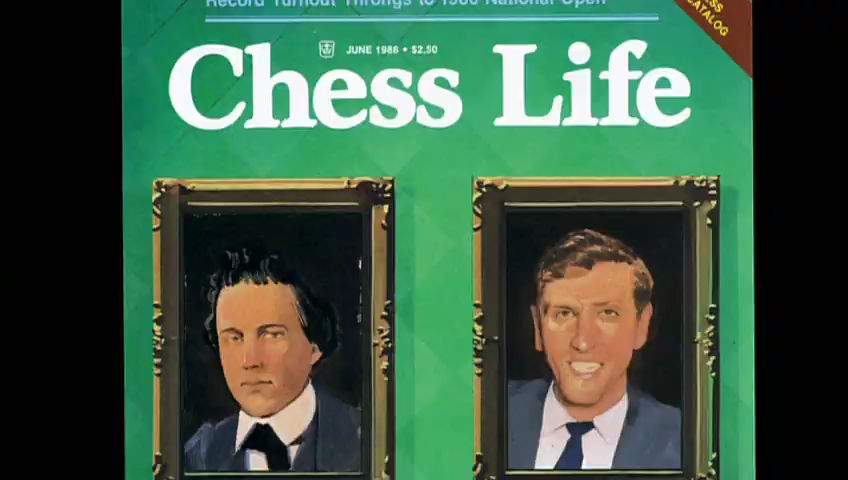 Record Turnout Throngs to 1986 National Open
CATALOG
JUNE 1986 • $2.50
Chess Life